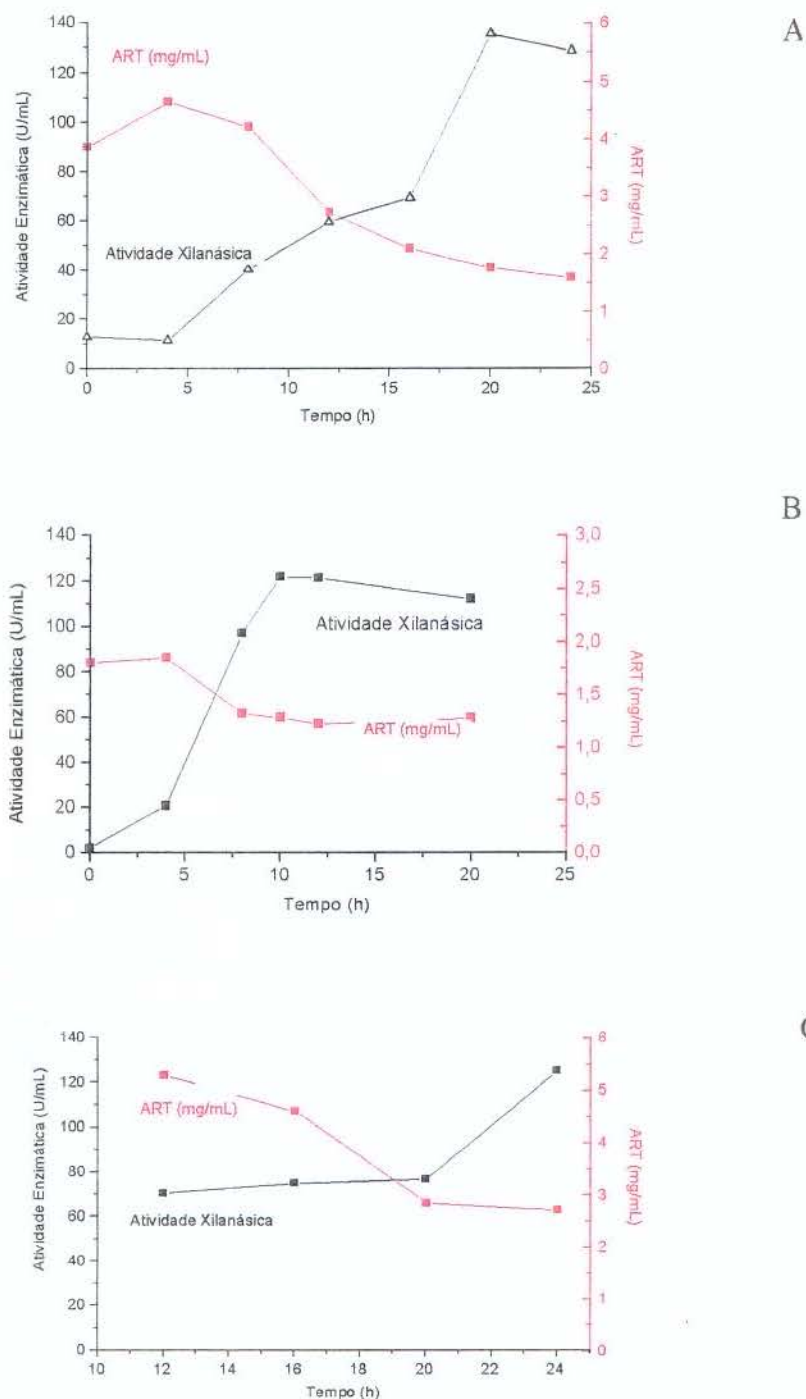 A
ART (mg/mL)
Atividade Xilanásica
Atividade Enzimática (U/mL)
140
120
100
80
60
40
20
0
6
5
4
3
2
1
0
ART (mg/mL)
0 5 10 15 20 25
Tempo (h)
B
Atividade Xilanásica
ART (mg/mL)
Atividade Enzimática (U/mL)
140
120
100
80
60
40
20
0
3,0
2,5
2,0
1,5
1,0
0,5
0,0
ART (mg/mL)
0 5 10 15 20 25
Tempo (h)
C
ART (mg/mL)
Atividade Xilanásica
Atividade Enzimática (U/mL)
140
120
100
80
60
40
20
0
6
5
4
3
2
1
0
ART (mg/mL)
10 12 14 16 18 20 22 24
Tempo (h)